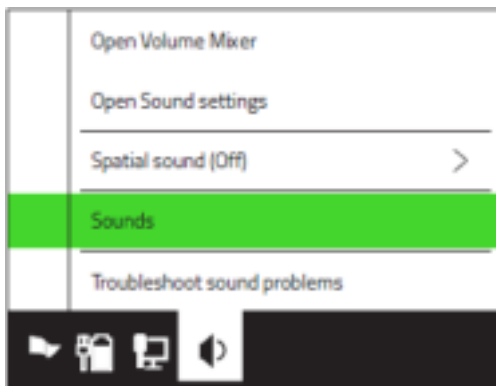 Open Volume Mixer
Open Sound settings
Spatial sound (Off)
Sounds
Troubleshoot sound problems